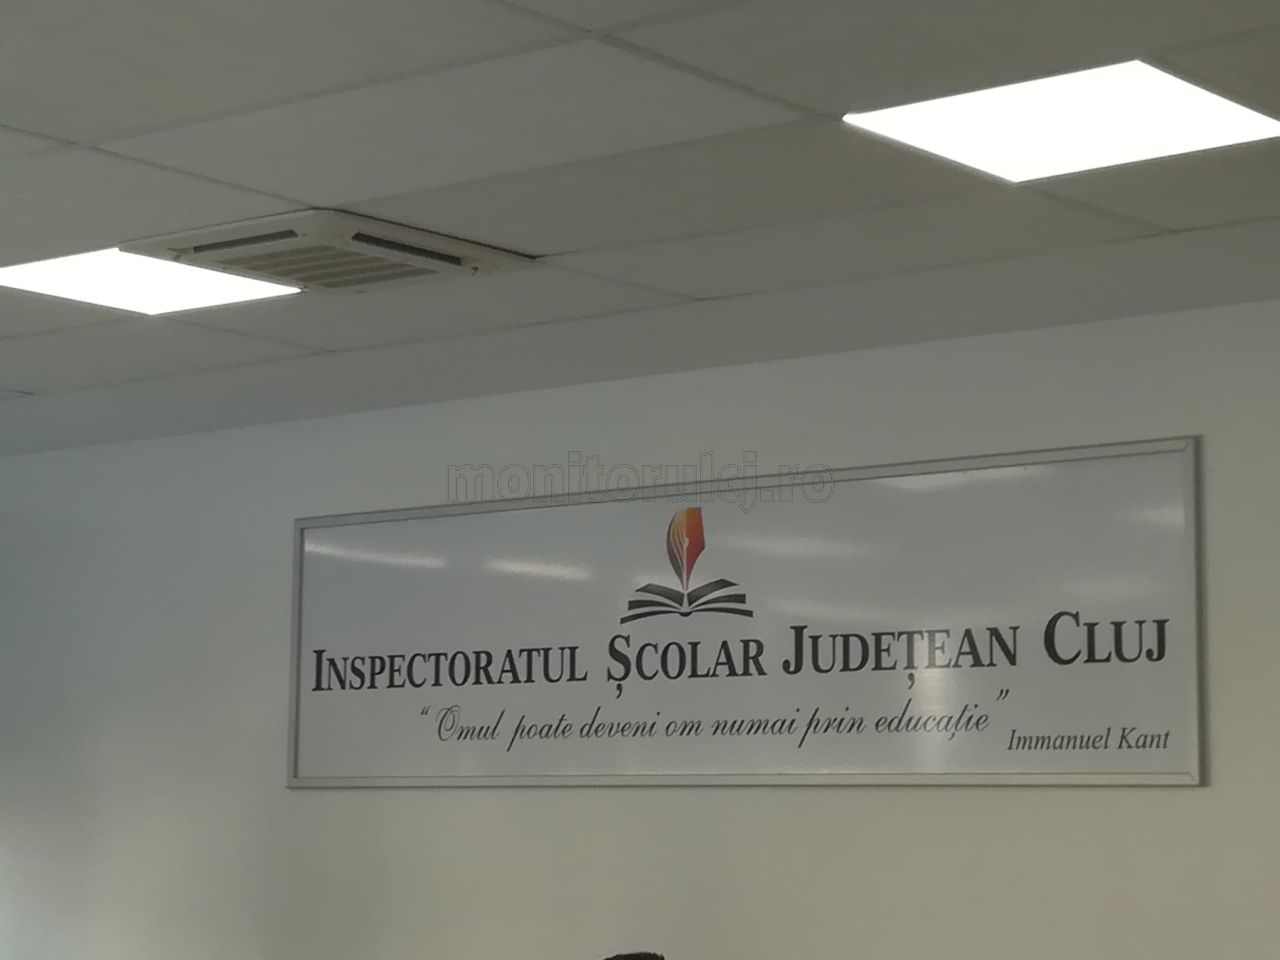 monitorulcj.ro
INSPECTORATUL ȘCOLAR JUDEȚEAN CLUJ
“Omul poate deveni om numai prin educație”
Immanuel Kant